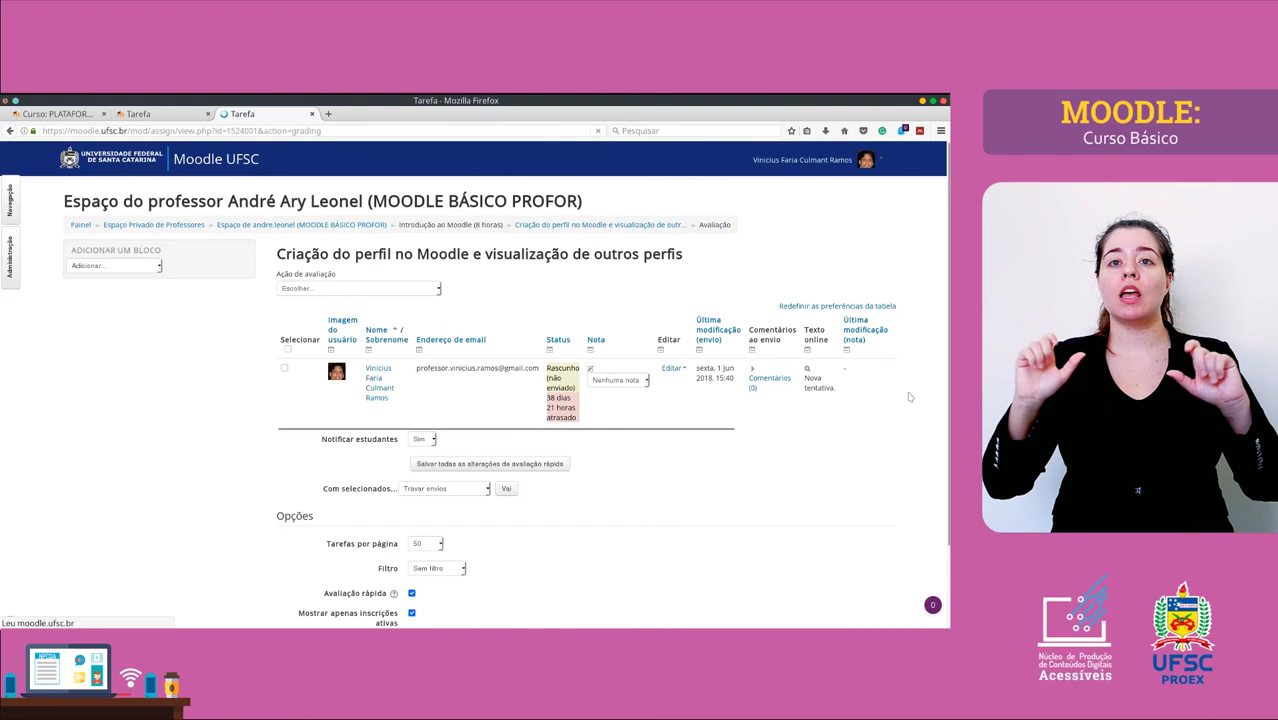 Tarefa - Mozilla Firefox
Curso: PLATAFOR...
Tarefa
Tarefa
https://moodle.ufsc.br/mod/assign/view.php?id=1524001&action=grading
Pesquisar
UNIVERSIDADE FEDERAL
DE SANTA CATARINA
Moodle UFSC
Vinicius Faria Culmant Ramos
Navegação
Administração
Espaço do professor André Ary Leonel (MOODLE BÁSICO PROFOR)
Painel
Espaço Privado de Professores
Espaço de andre.leonel (MOODLE BÁSICO PROFOR)
Introdução ao Moodle (8 horas)
Criação do perfil no Moodle e visualização de outr...
Avaliação
ADICIONAR UM BLOCO
Adicionar...
Criação do perfil no Moodle e visualização de outros perfis
Ação de avaliação
Escolher...
Redefinir as preferências da tabela
Selecionar
Imagem
do
usuário
Nome /
Sobrenome
Endereço de email
Status
Nota
Editar
Última
modificação
(envio)
Comentários
ao envio
Texto
online
Última
modificação
(nota)
Vinicius
Faria
Culmant
Ramos
professor.vinicius.ramos@gmail.com
Rascunho
(não
enviado)
38 dias
21 horas
atrasado
Nenhuma nota
Editar
sexta, 1 Jun
2018, 15:40
Comentários
(0)
Nova
tentativa.
-
Notificar estudantes
Sim
Salvar todas as alterações de avaliação rápida
Com selecionados...
Travar envios
Vai
Opções
Tarefas por página
50
Filtro
Sem filtro
Avaliação rápida
Mostrar apenas inscrições
ativas
0
Leu moodle.ufsc.br
MOODLE:
Curso Básico
NPCDA
Núcleo de Produção
de Conteúdos Digitais
Acessíveis
UFSC
PROEX